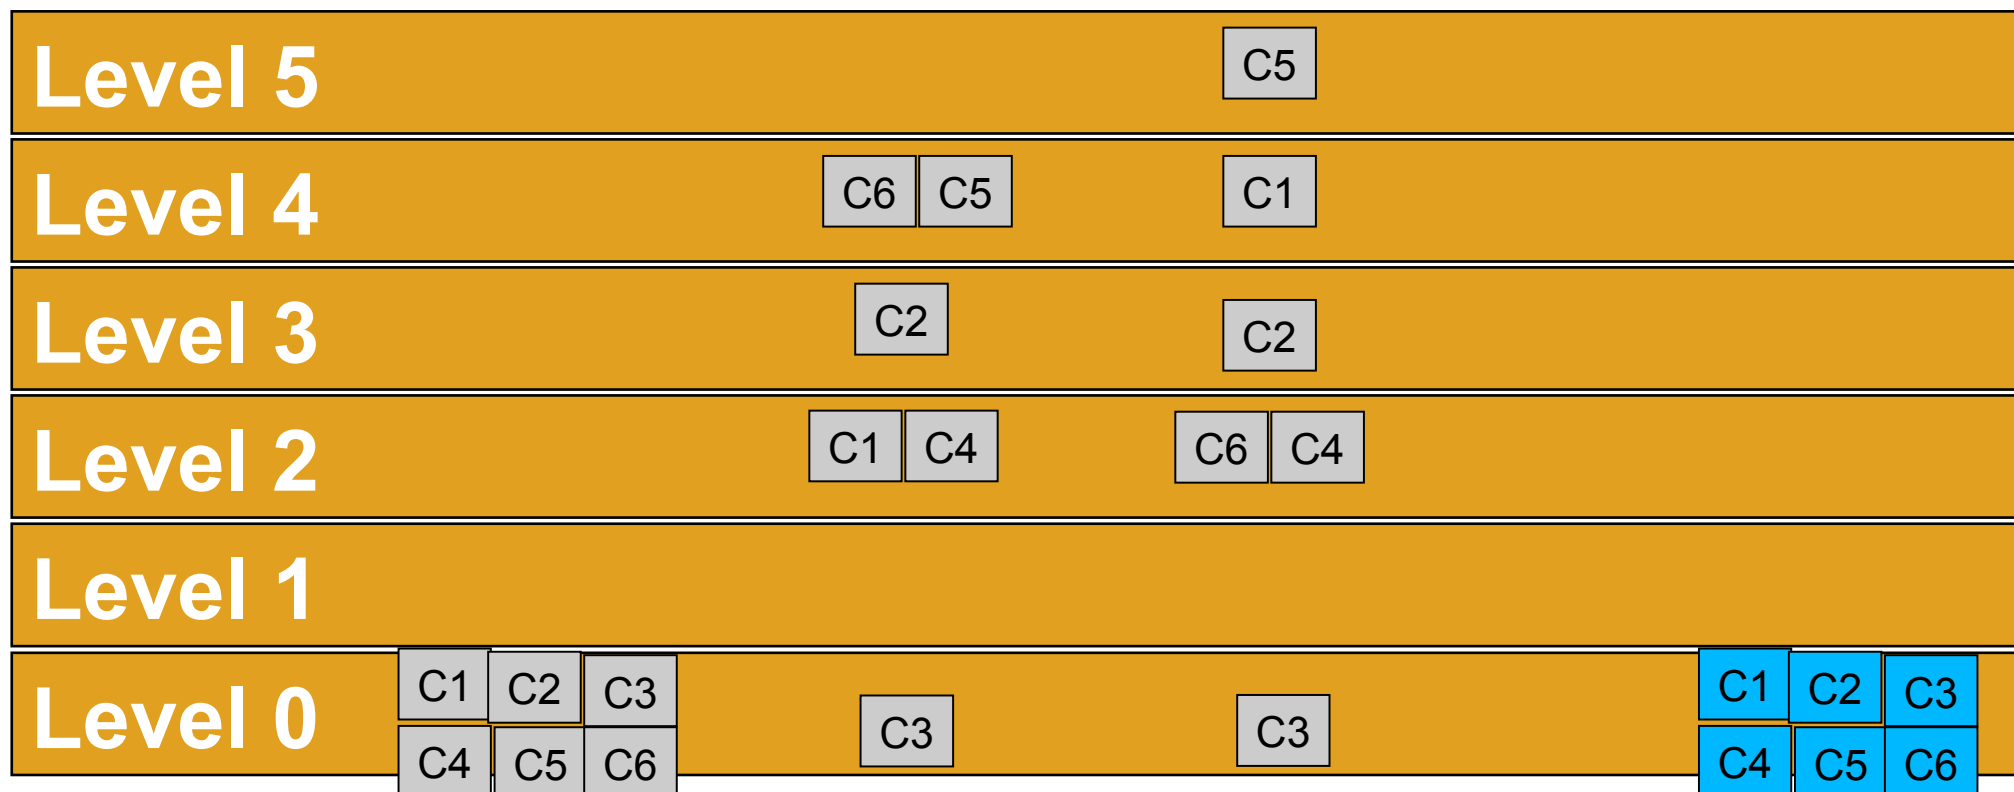 Level 5 C5
Level 4 C6 C5 C1
Level 3 C2 C2
Level 2 C1 C4 C6 C4
Level 1
Level 0 C1 C2 C3 C3 C3 C1 C2 C3
C4 C5 C6 C4 C5 C6